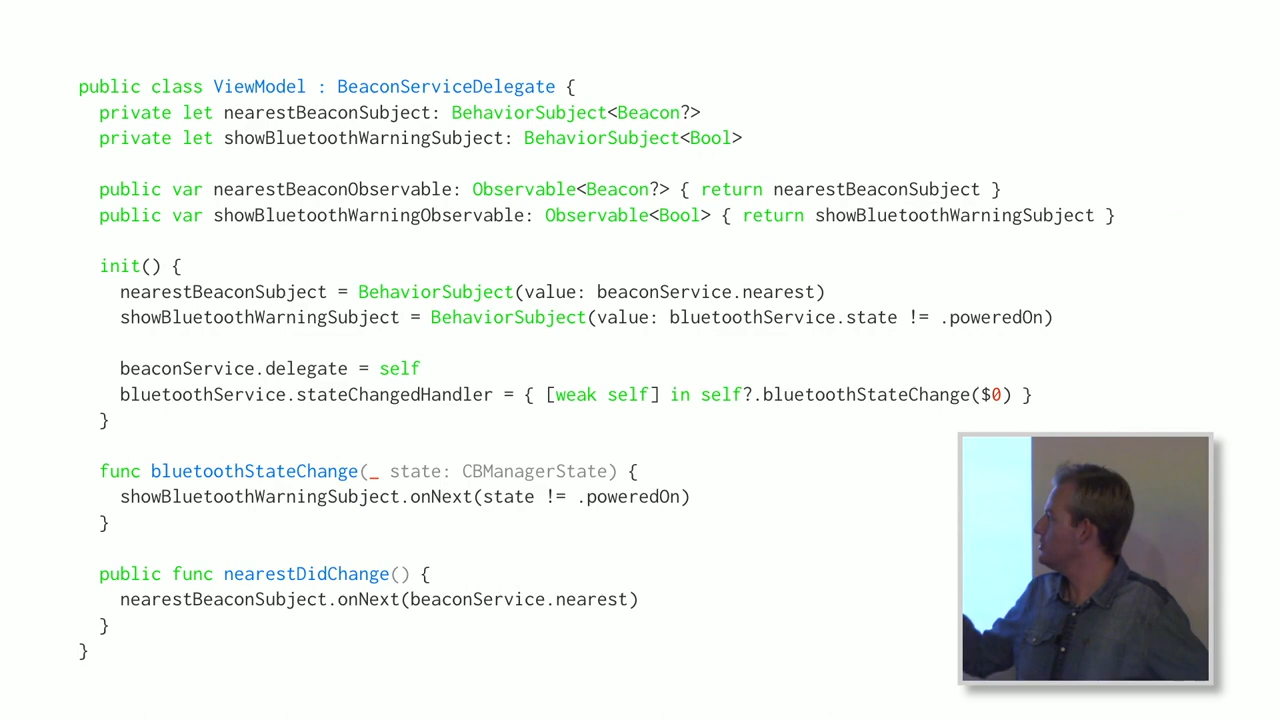 public class ViewModel : BeaconServiceDelegate {
private let nearestBeaconSubject: BehaviorSubject<Beacon?>
private let showBluetoothWarningSubject: BehaviorSubject<Bool>
public var nearestBeaconObservable: Observable<Beacon?> { return nearestBeaconSubject }
public var showBluetoothWarningObservable: Observable<Bool> { return showBluetoothWarningSubject }
init() {
nearestBeaconSubject = BehaviorSubject(value: beaconService.nearest)
showBluetoothWarningSubject = BehaviorSubject(value: bluetoothService.state != .poweredOn)
beaconService.delegate = self
bluetoothService.stateChangedHandler = { [weak self] in self?.bluetoothStateChange($0) }
}
func bluetoothStateChange(_ state: CBManagerState) {
showBluetoothWarningSubject.onNext(state != .poweredOn)
}
public func nearestDidChange() {
nearestBeaconSubject.onNext(beaconService.nearest)
}
}